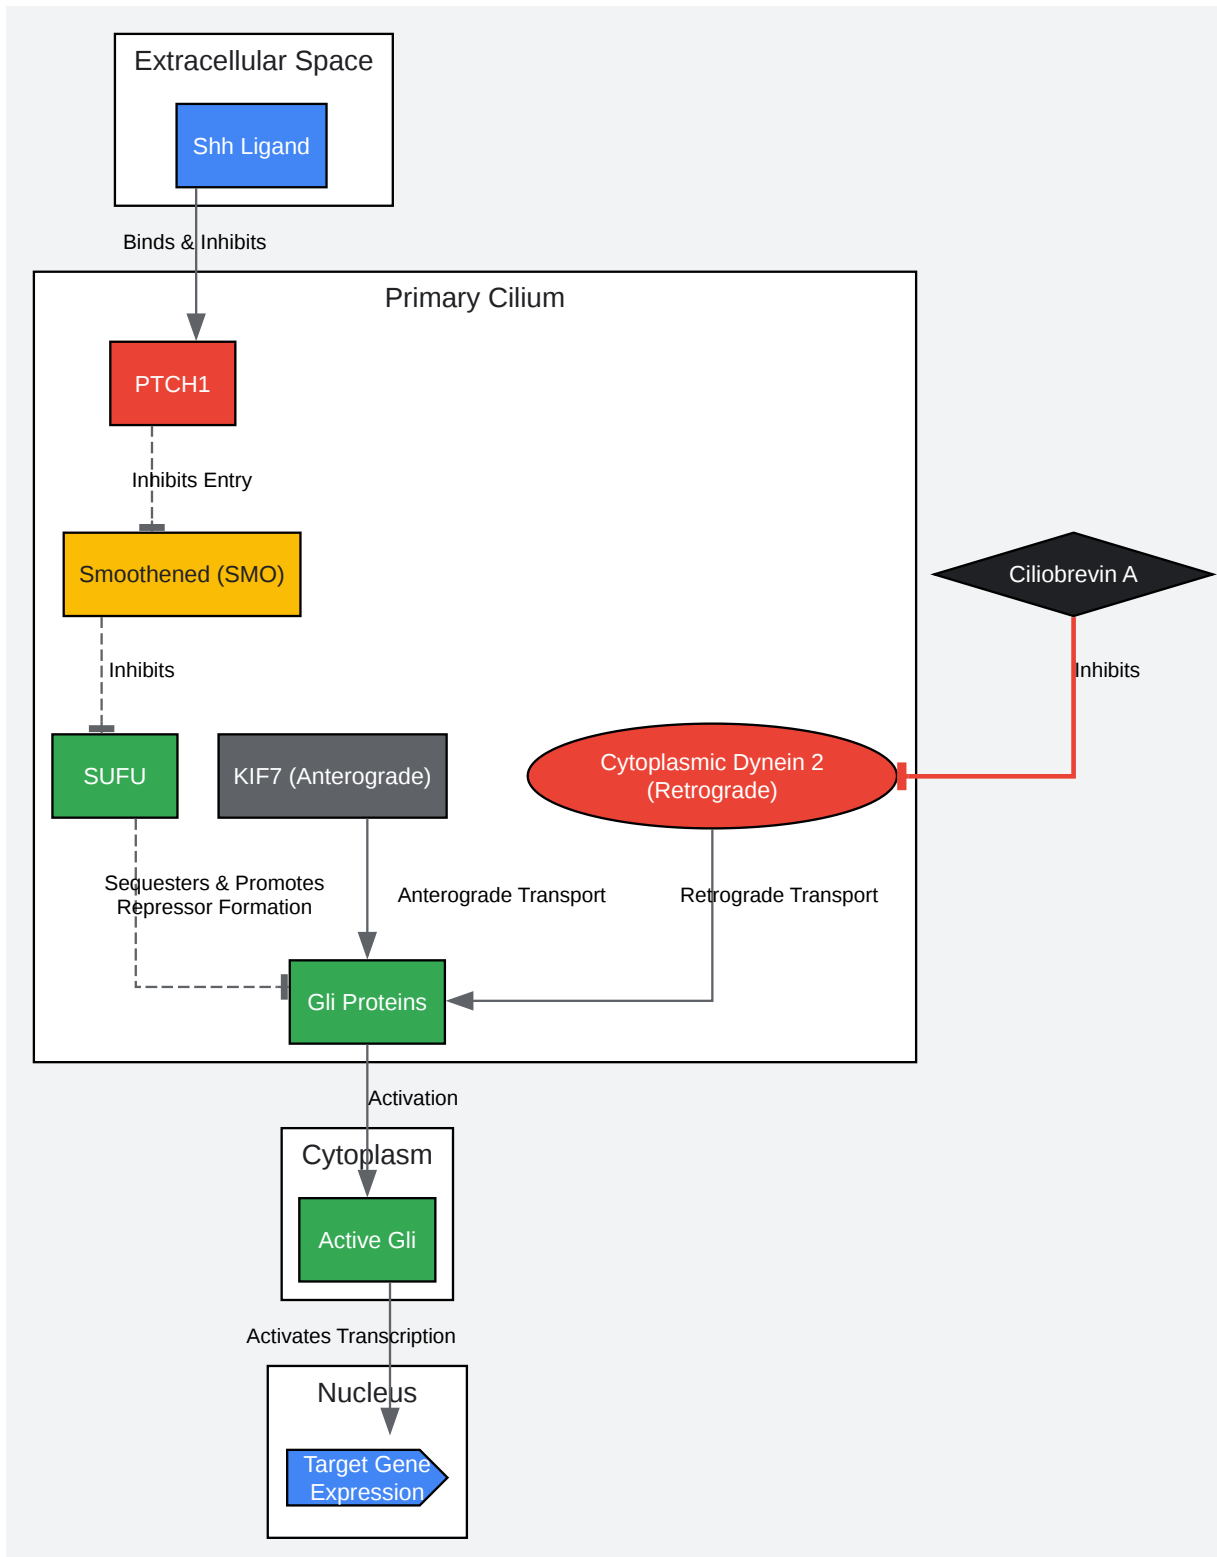 Extracellular Space
Shh Ligand
Binds & Inhibits
Primary Cilium
PTCH1
Inhibits Entry
Smoothened (SMO)
Ciliobrevin A
Inhibits
Inhibits
SUFU
KIF7 (Anterograde)
Cytoplasmic Dynein 2
(Retrograde)
Sequesters & Promotes
Repressor Formation
Anterograde Transport
Retrograde Transport
Gli Proteins
Activation
Cytoplasm
Active Gli
Activates Transcription
Nucleus
Target Gene
Expression